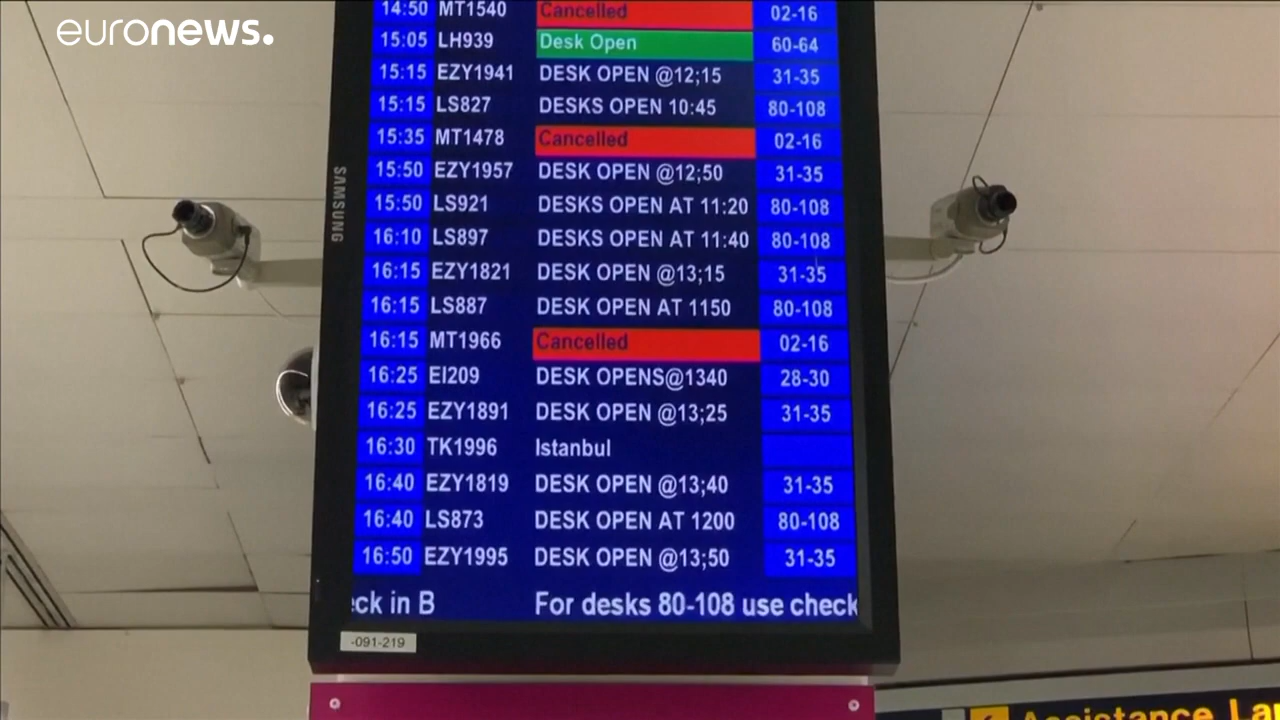 euronews.
14:50 MT1540 Cancelled 02-16
15:05 LH939 Desk Open 60-64
15:15 EZY1941 DESK OPEN @12;15 31-35
15:15 LS827 DESKS OPEN 10:45 80-108
15:35 MT1478 Cancelled 02-16
15:50 EZY1957 DESK OPEN @12;50 31-35
15:50 LS921 DESKS OPEN AT 11:20 80-108
16:10 LS897 DESKS OPEN AT 11:40 80-108
16:15 EZY1821 DESK OPEN @13;15 31-35
16:15 LS887 DESK OPEN AT 1150 80-108
16:15 MT1966 Cancelled 02-16
16:25 EI209 DESK OPENS@1340 28-30
16:25 EZY1891 DESK OPEN @13;25 31-35
16:30 TK1996 Istanbul
16:40 EZY1819 DESK OPEN @13;40 31-35
16:40 LS873 DESK OPEN AT 1200 80-108
16:50 EZY1995 DESK OPEN @13;50 31-35
eck in B For desks 80-108 use check
SAMSUNG
-091-219
Assistance La